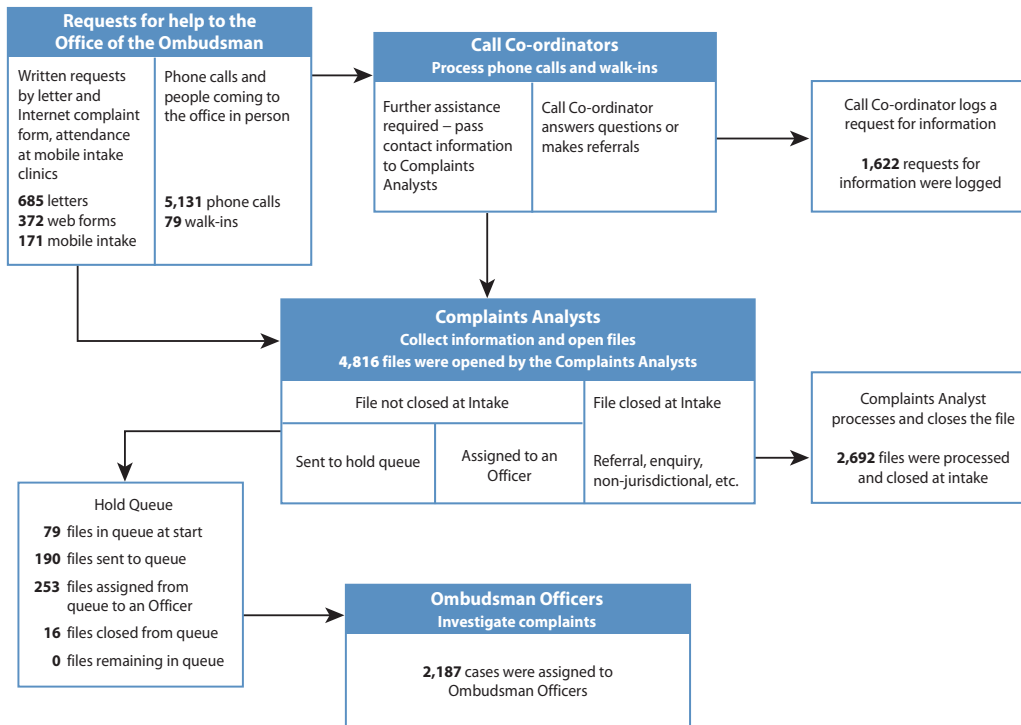 Requests for help to the
Office of the Ombudsman
Written requests
by letter and
Internet complaint
form, attendance
at mobile intake
clinics
685 letters
372 web forms
171 mobile intake
Phone calls and
people coming to
the office in person
5,131 phone calls
79 walk-ins
Call Co-ordinators
Process phone calls and walk-ins
Further assistance
required – pass
contact information
to Complaints
Analysts
Call Co-ordinator
answers questions or
makes referrals
Call Co-ordinator logs a
request for information
1,622 requests for
information were logged
Complaints Analysts
Collect information and open files
4,816 files were opened by the Complaints Analysts
File not closed at Intake
Sent to hold queue
Assigned to an
Officer
File closed at Intake
Referral, enquiry,
non-jurisdictional, etc.
Complaints Analyst
processes and closes the file
2,692 files were processed
and closed at intake
Hold Queue
79 files in queue at start
190 files sent to queue
253 files assigned from
queue to an Officer
16 files closed from queue
0 files remaining in queue
Ombudsman Officers
Investigate complaints
2,187 cases were assigned to
Ombudsman Officers